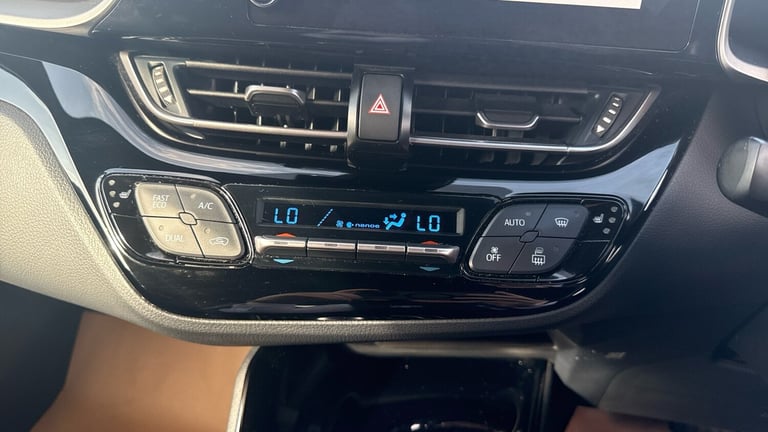 FAST
ECO
A/C
DUAL
LO
nanoe
LO
AUTO
OFF